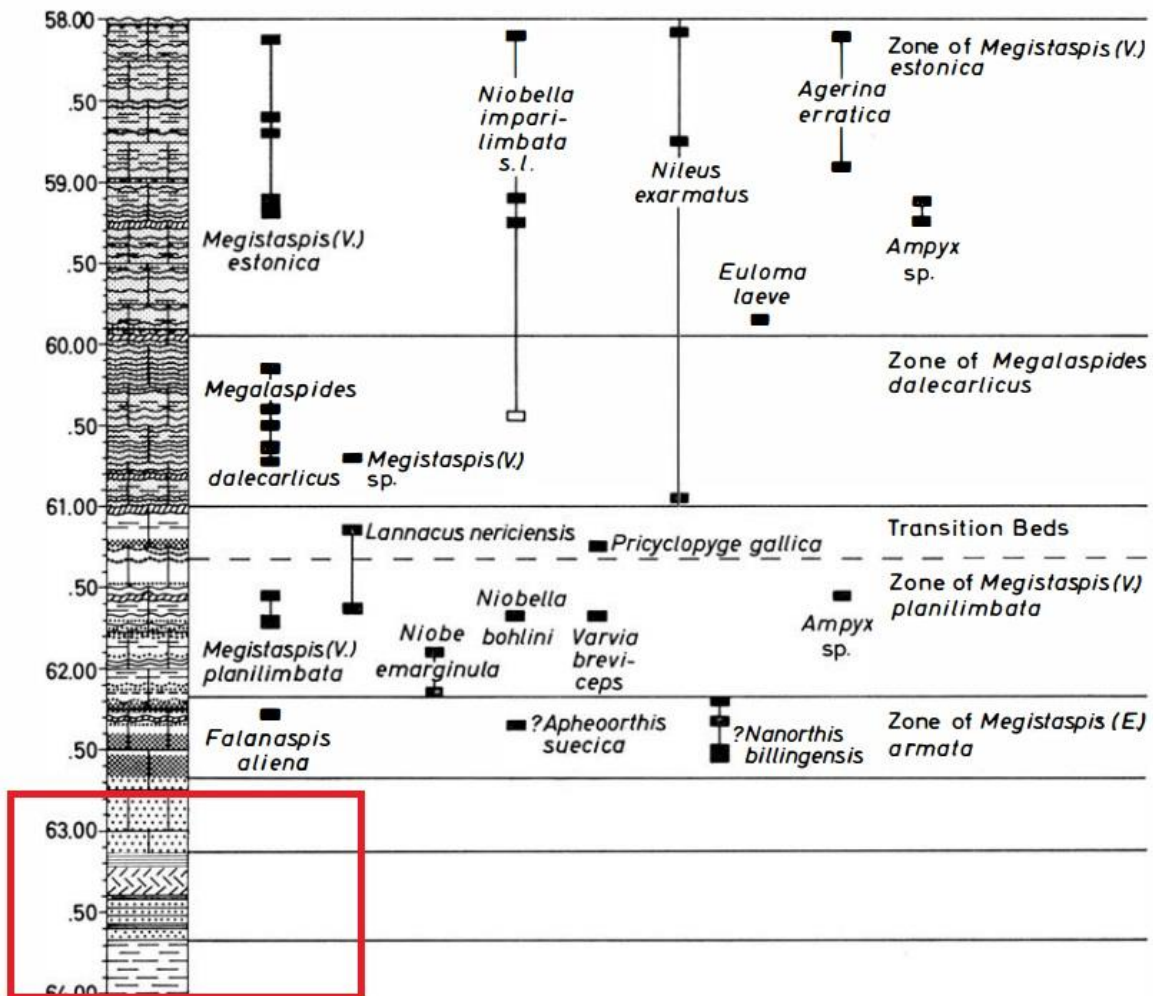 58.00
Zone of Megistaspis (V.)
estonica
.50
Niobella
impari-
limbata
s.l.
Agerina
erratica
Nileus
exarmatus
59.00
Megistaspis (V.)
estonica
Ampyx
sp.
.50
Euloma
laeve
60.00
Zone of Megalaspides
dalecarlicus
Megalaspides
.50
dalecarlicus
Megistaspis (V.)
sp.
61.00
Transition Beds
Lannacus nericiensis
Pricyclopyge gallica
.50
Zone of Megistaspis (V.)
planilimbata
Niobella
bohlini
Megistaspis (V.)
planilimbata
Niobe
emarginula
Varvia
brevi-
ceps
Ampyx
sp.
62.00
Zone of Megistaspis (E.)
armata
Falanaspis
aliena
?Apheoorthis
suecica
?Nanorthis
billingensis
.50
63.00
.50
64.00